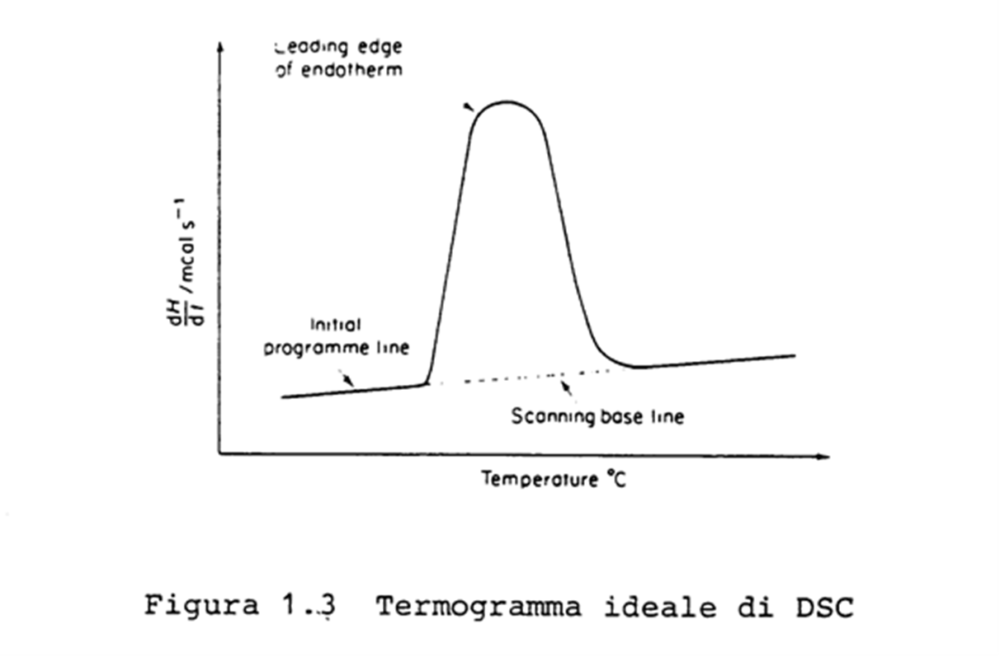 Leading edge
of endotherm
dH
dt /mcal s⁻¹
Initial
programme line
Scanning base line
Temperature °C
Figura 1.3 Termogramma ideale di DSC